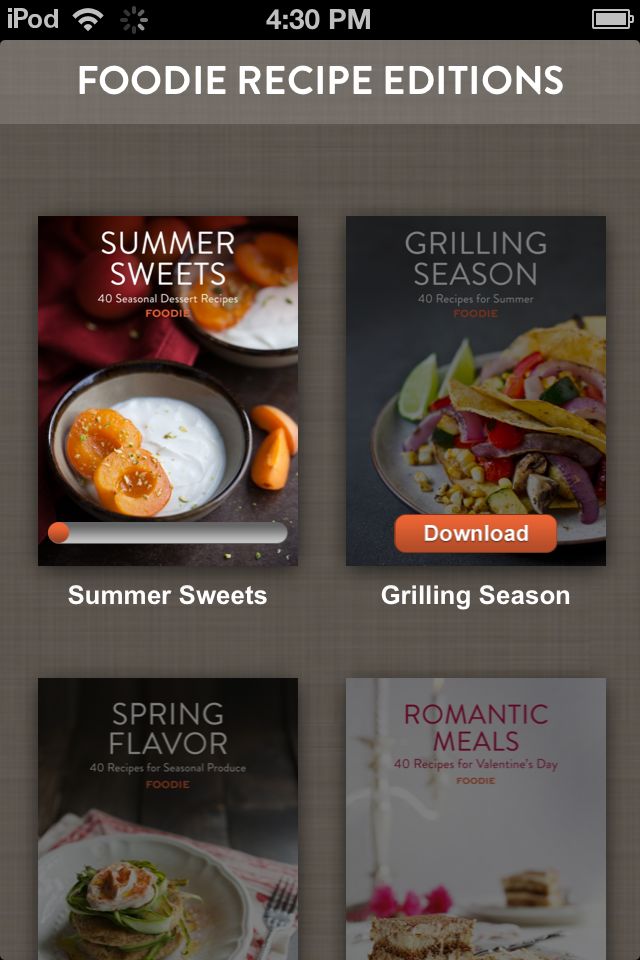 iPod 4:30 PM
FOODIE RECIPE EDITIONS
SUMMER
SWEETS
40 Seasonal Dessert Recipes
FOODIE
Summer Sweets
GRILLING
SEASON
40 Recipes for Summer
FOODIE
Download
Grilling Season
SPRING
FLAVOR
40 Recipes for Seasonal Produce
FOODIE
ROMANTIC
MEALS
40 Recipes for Valentine's Day
FOODIE